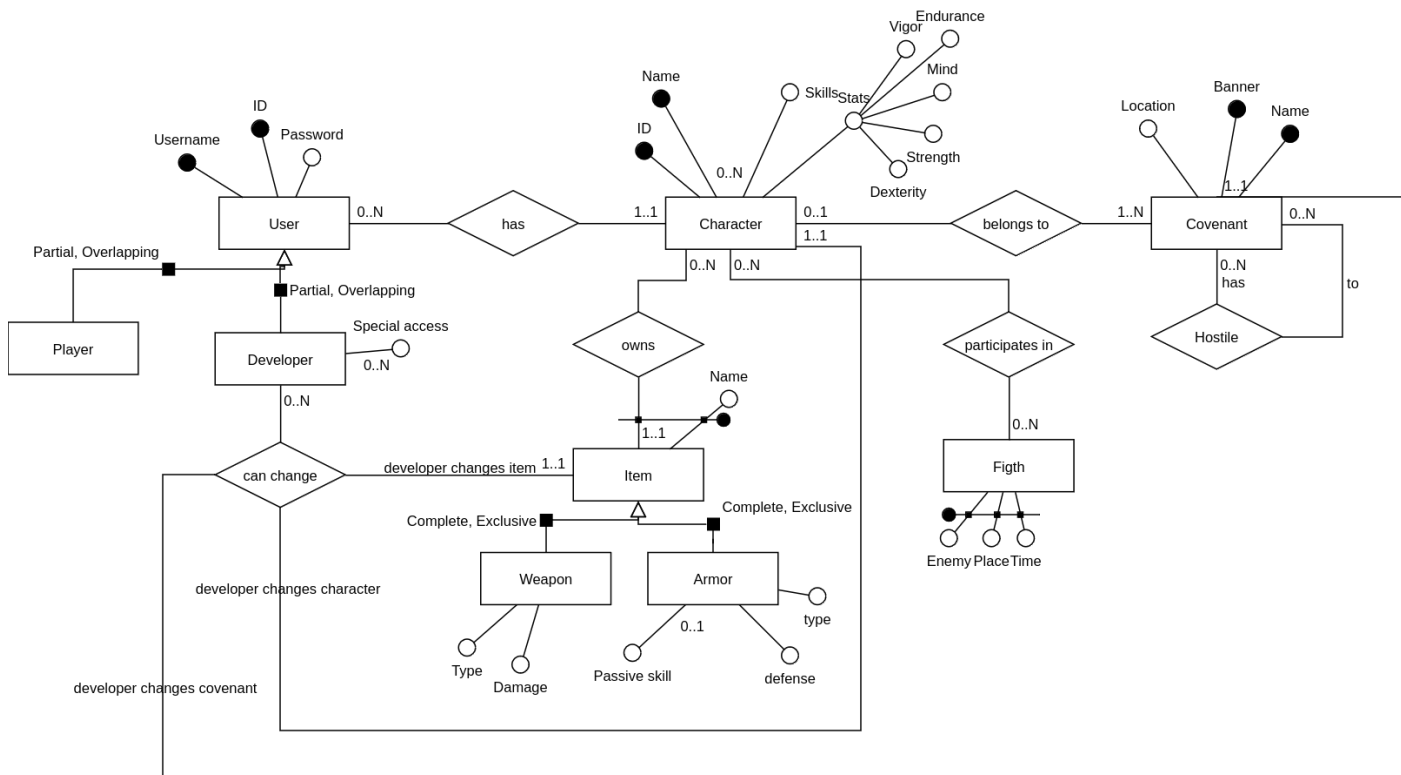 Endurance
Vigor
Name
Mind
Banner
ID
Skills
Stats
Location
Name
Username
Password
ID
Strength
0..N
Dexterity
1..1
User
0..N
has
1..1
Character
0..1
belongs to
1..N
Covenant
0..N
1..1
Partial, Overlapping
0..N
0..N
0..N
has
to
Partial, Overlapping
Special access
Player
Developer
0..N
owns
participates in
Hostile
Name
0..N
0..N
1..1
can change
developer changes item
1..1
Item
Figth
Complete, Exclusive
Complete, Exclusive
Enemy
Place
Time
Weapon
Armor
developer changes character
type
0..1
Type
Damage
Passive skill
defense
developer changes covenant